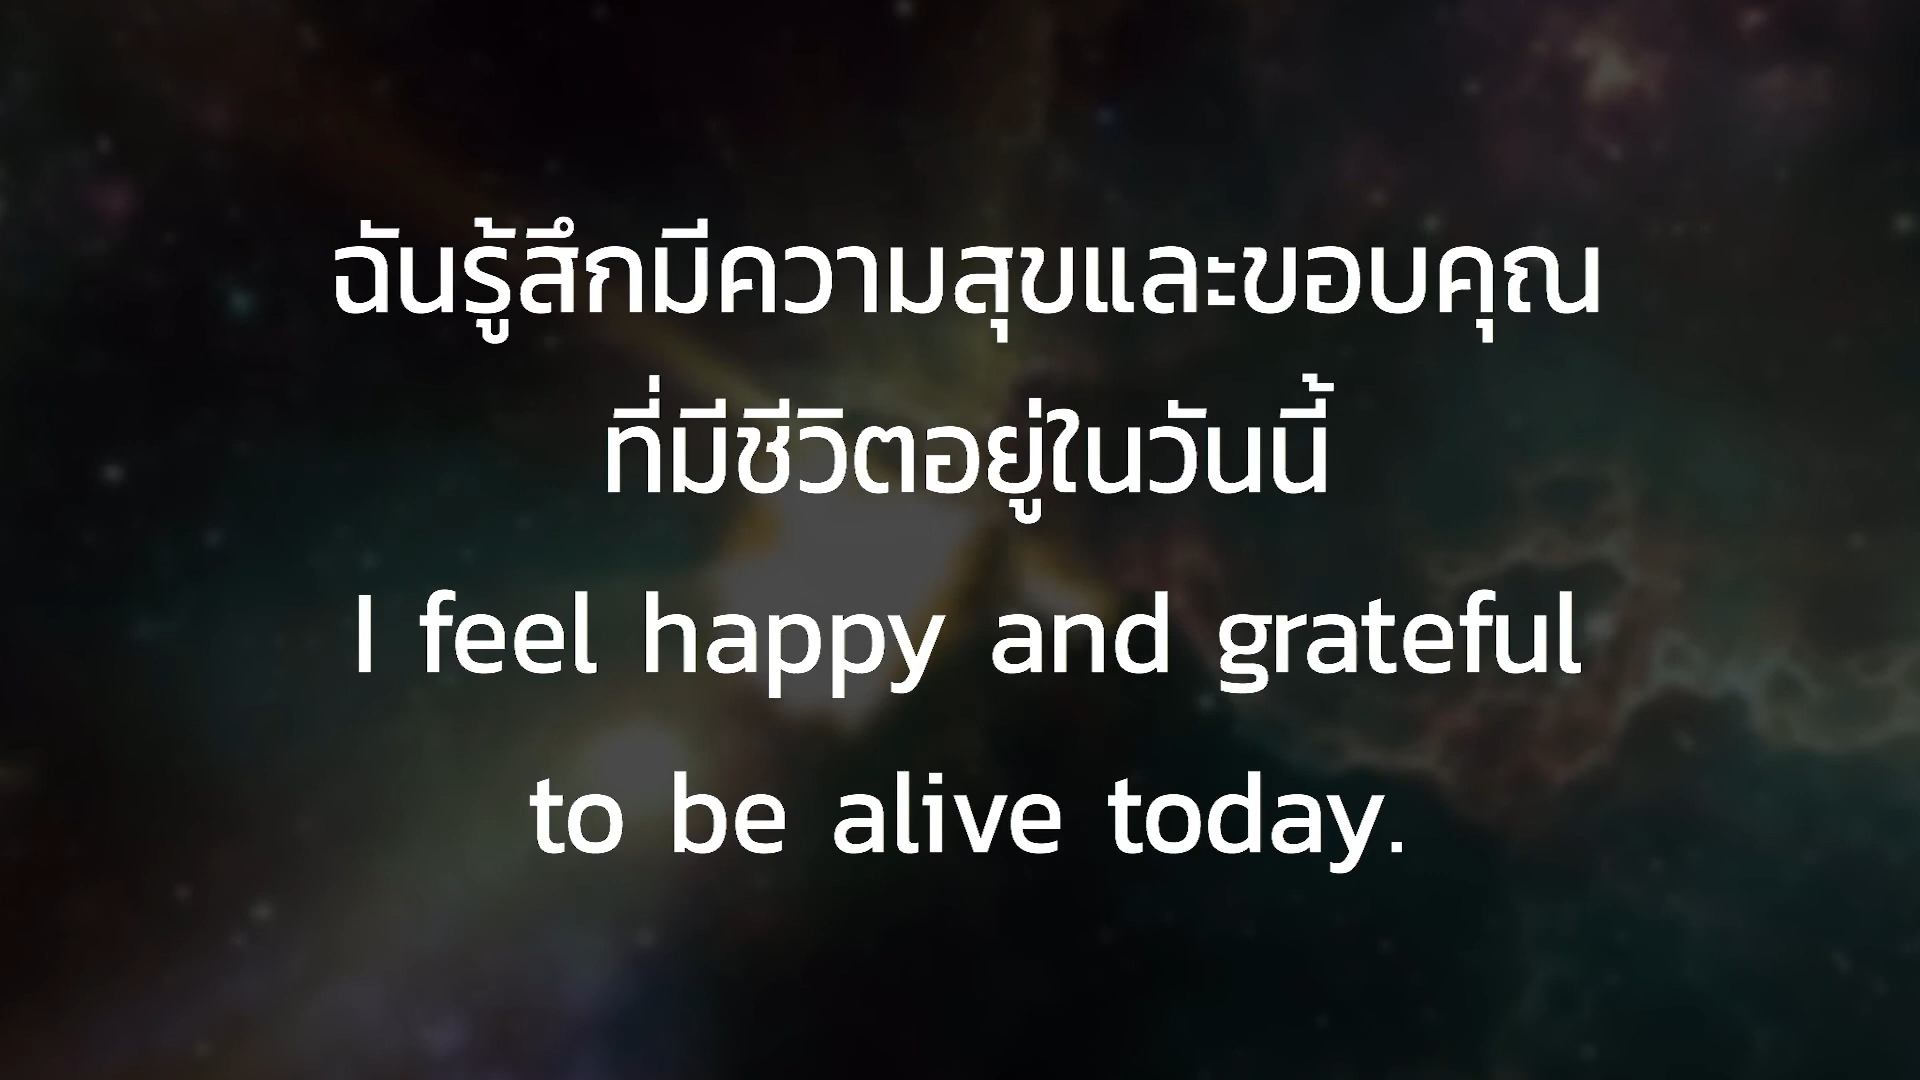 ฉันรู้สึกมีความสุขและขอบคุณ
ที่มีชีวิตอยู่ในวันนี้
I feel happy and grateful
to be alive today.